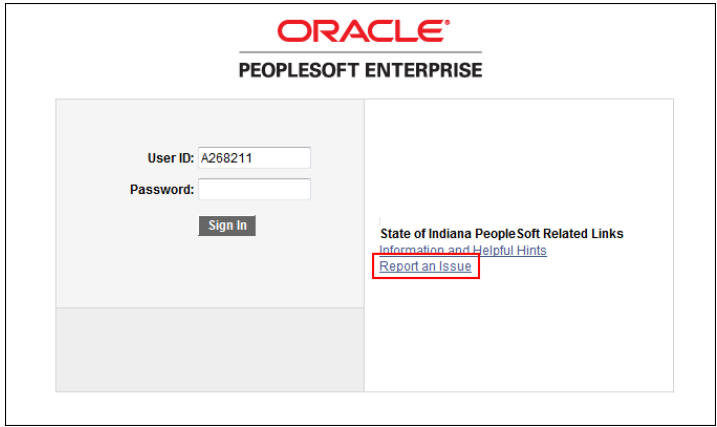 ORACLE
PEOPLESOFT ENTERPRISE
User ID: A268211
Password:
Sign In
State of Indiana PeopleSoft Related Links
Information and Helpful Hints
Report an Issue